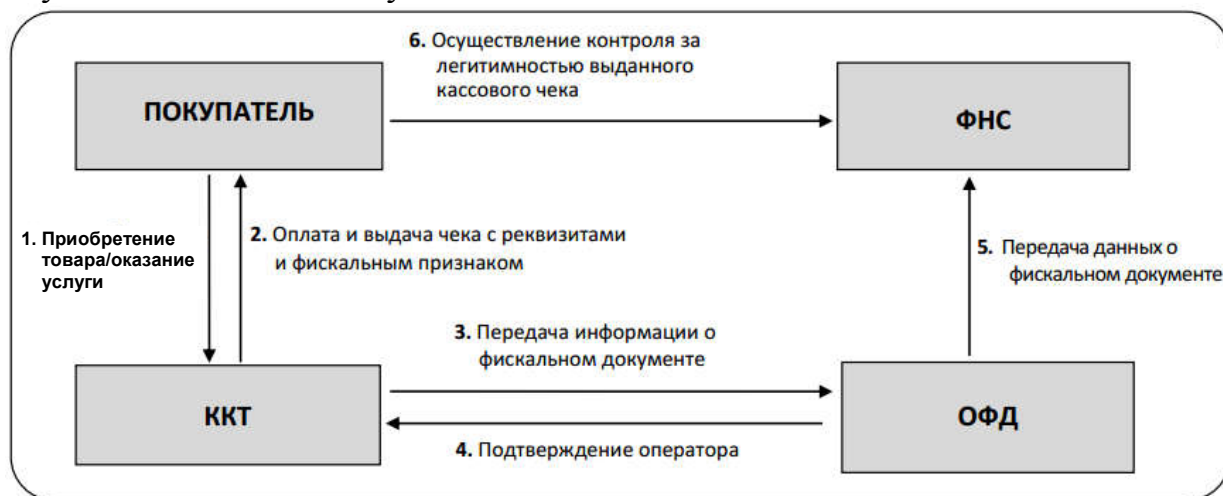 6. Осуществление контроля за
легитимностью выданного
кассового чека
ПОКУПАТЕЛЬ
ФНС
1. Приобретение
товара/оказание
услуги
2. Оплата и выдача чека с реквизитами
и фискальным признаком
5. Передача данных о
фискальном документе
3. Передача информации о
фискальном документе
ККТ
ОФД
4. Подтверждение оператора